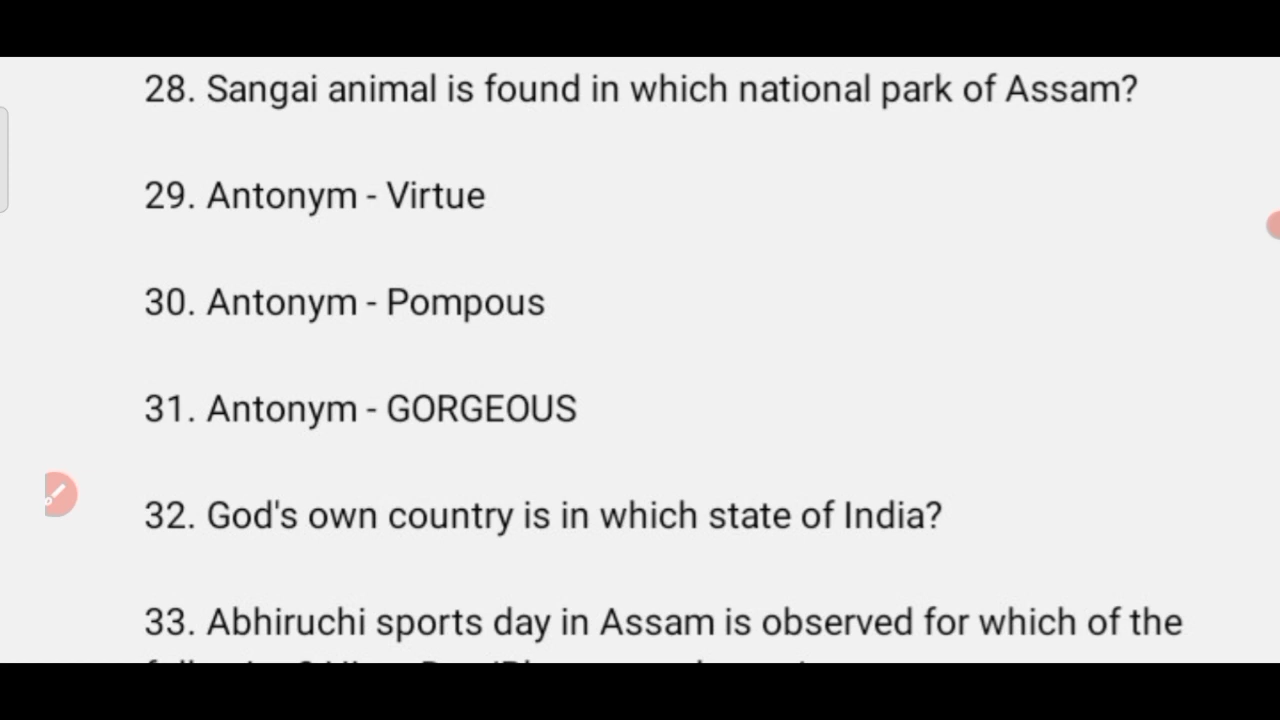 28. Sangai animal is found in which national park of Assam?
29. Antonym - Virtue
30. Antonym - Pompous
31. Antonym - GORGEOUS
32. God's own country is in which state of India?
33. Abhiruchi sports day in Assam is observed for which of the